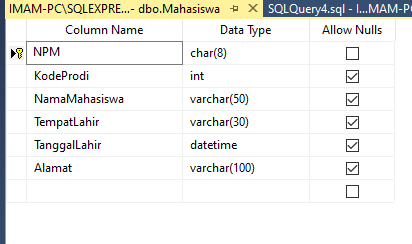 IMAM-PC\SQLEXPRE...- dbo.Mahasiswa SQLQuery4.sql - I...MAM-PC
Column Name Data Type Allow Nulls
NPM char(8)
KodeProdi int
NamaMahasiswa varchar(50)
TempatLahir varchar(30)
TanggalLahir datetime
Alamat varchar(100)